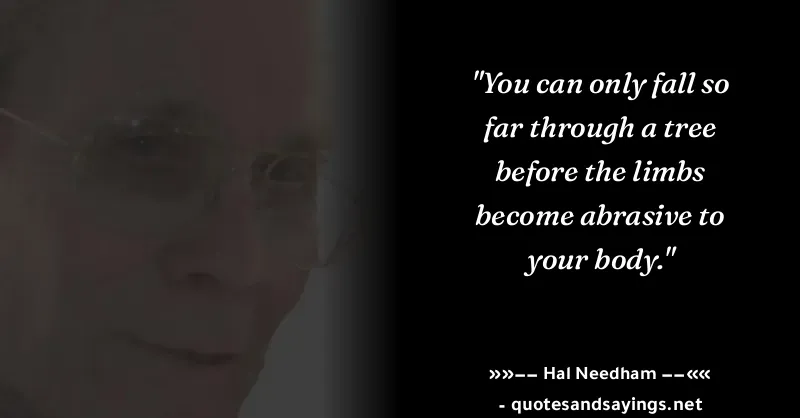 "You can only fall so
far through a tree
before the limbs
become abrasive to
your body."
»»–– Hal Needham ––««
- quotesandsayings.net